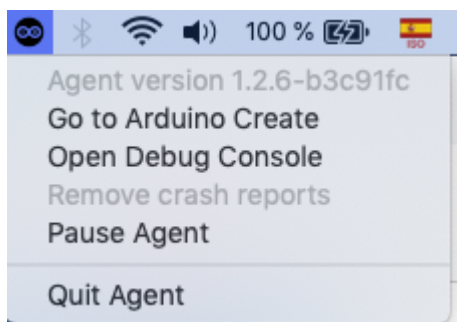 100 %
ISO
Agent version 1.2.6-b3c91fc
Go to Arduino Create
Open Debug Console
Remove crash reports
Pause Agent
Quit Agent